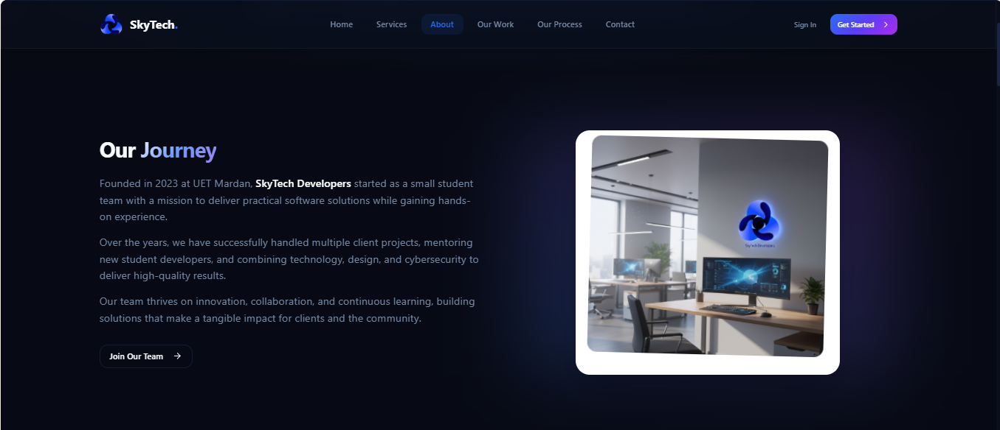 SkyTech.
Home
Services
About
Our Work
Our Process
Contact
Sign In
Get Started
Our Journey
Founded in 2023 at UET Mardan, SkyTech Developers started as a small student
team with a mission to deliver practical software solutions while gaining hands-
on experience.
Over the years, we have successfully handled multiple client projects, mentoring
new student developers, and combining technology, design, and cybersecurity to
deliver high-quality results.
Our team thrives on innovation, collaboration, and continuous learning, building
solutions that make a tangible impact for clients and the community.
Join Our Team
SkyTech Developers